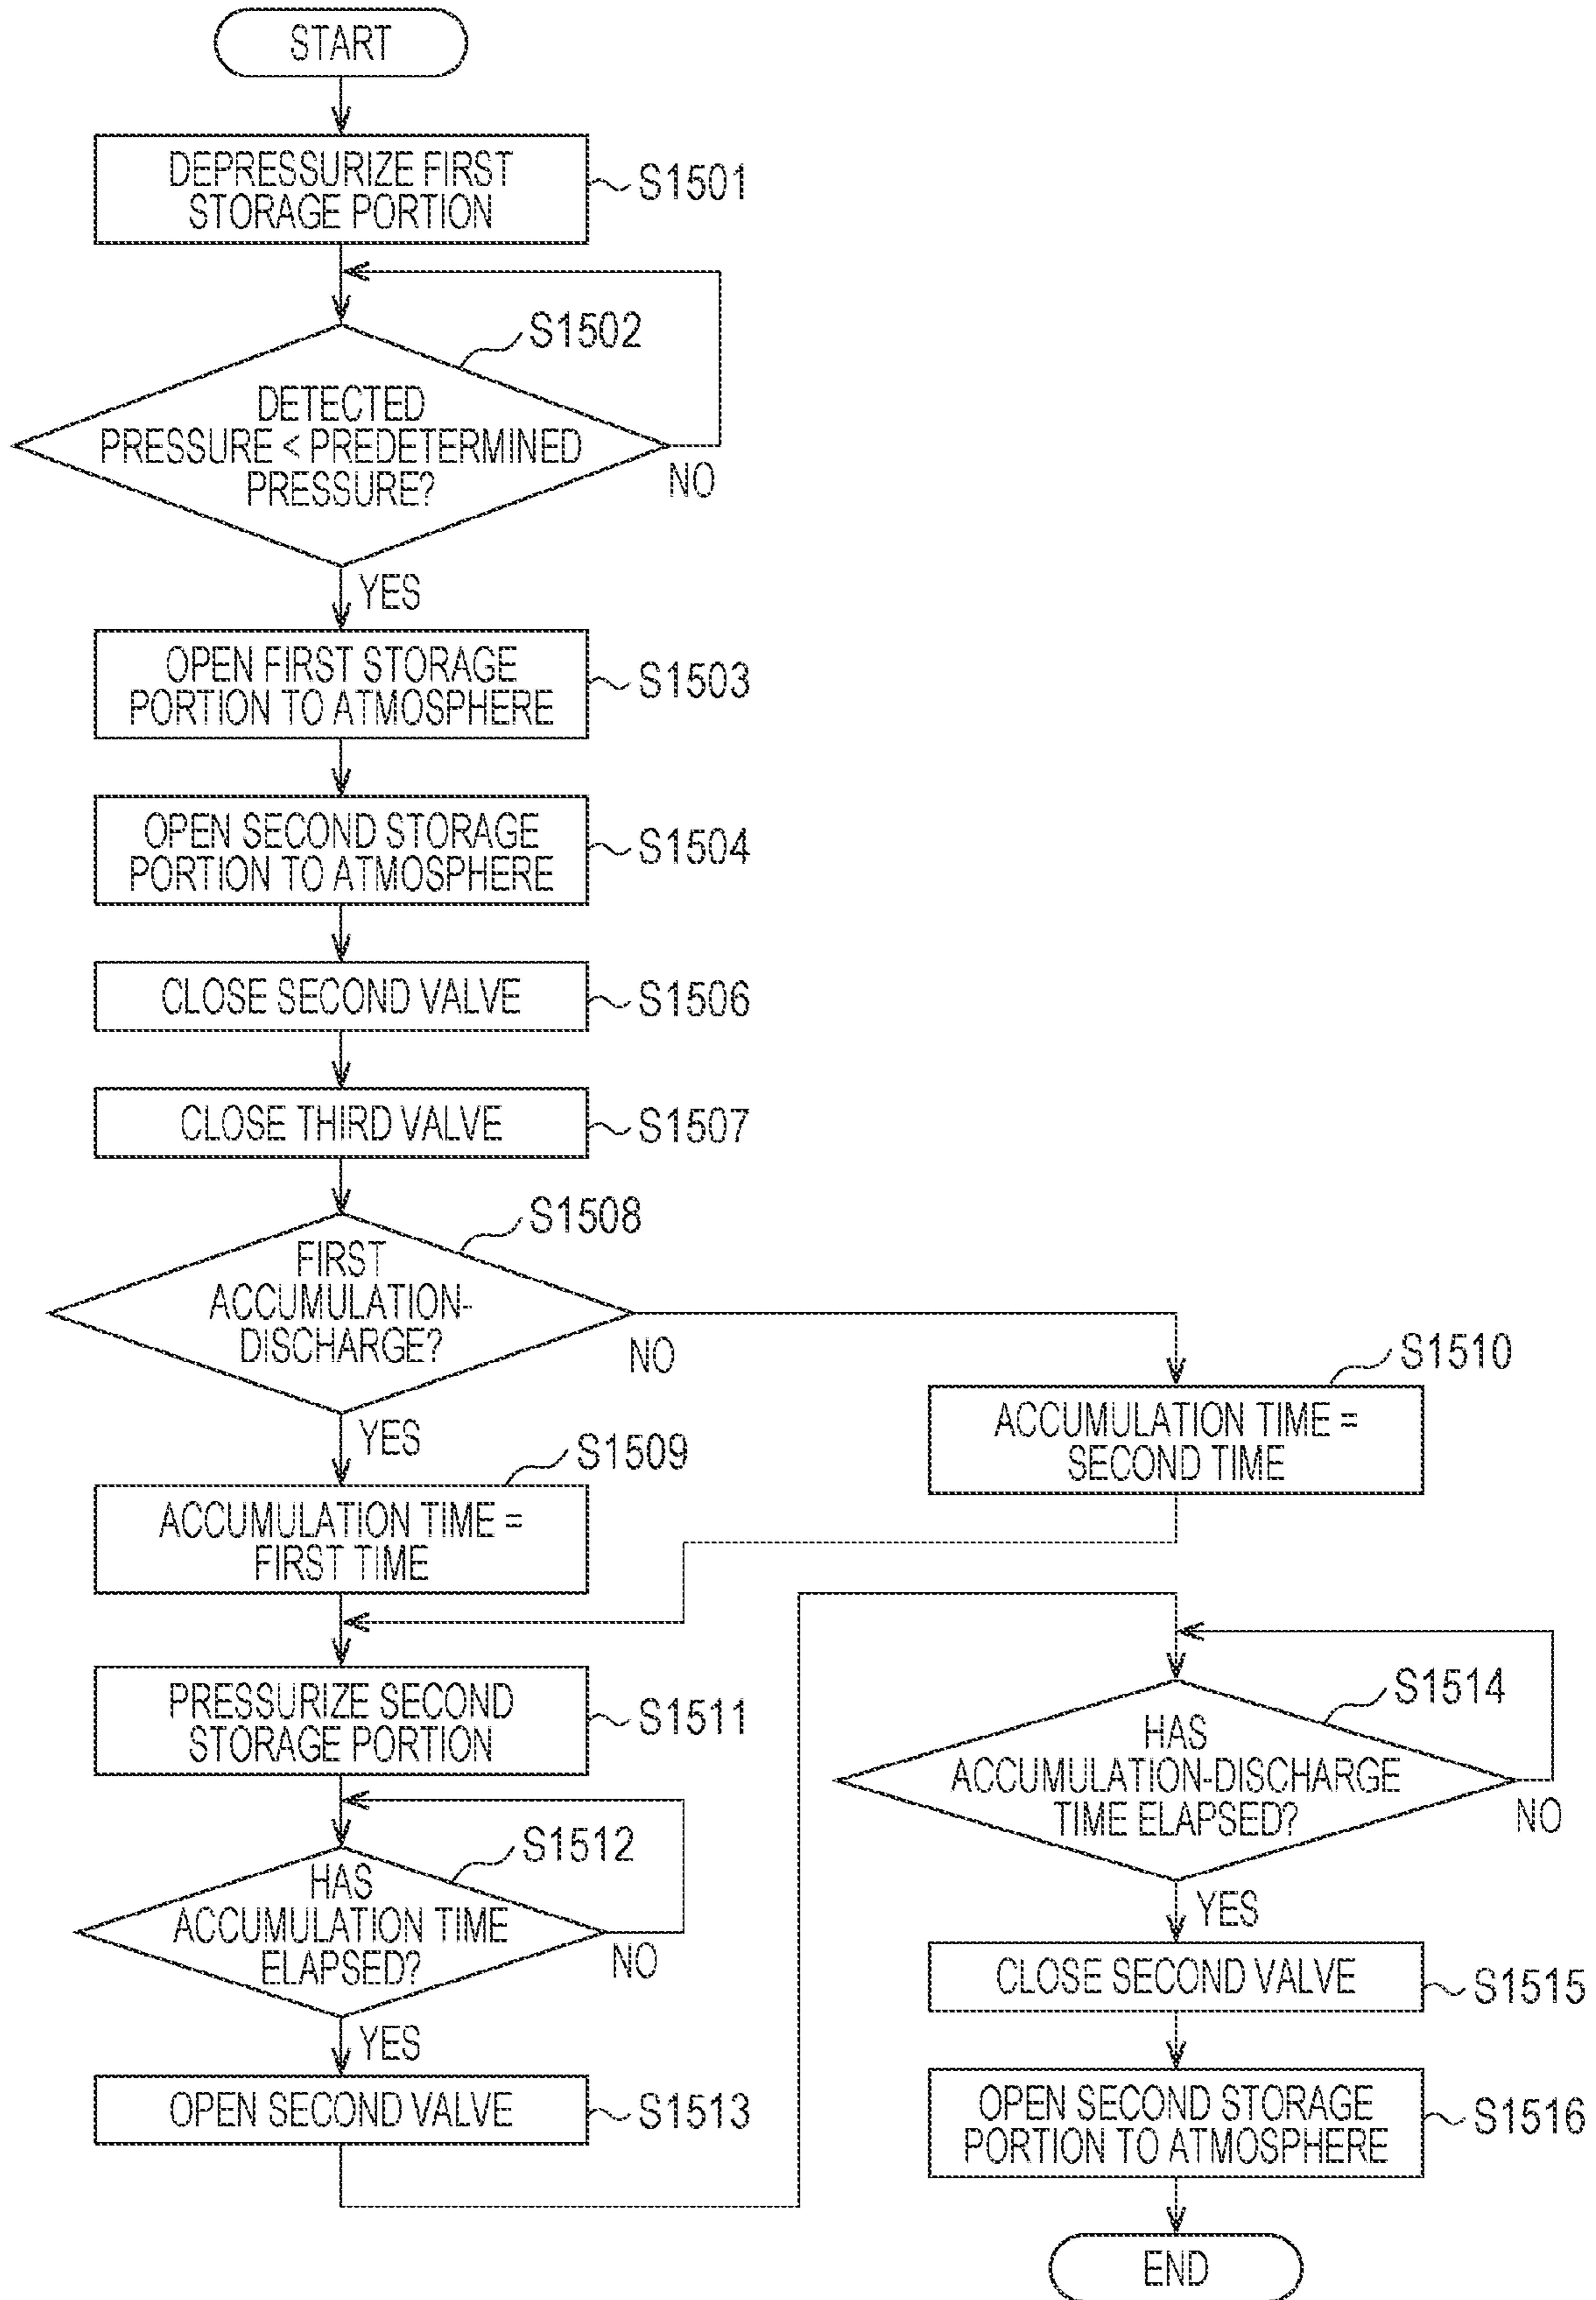 START
DEPRESSURIZE FIRST
STORAGE PORTION
S1501
S1502
DETECTED
PRESSURE < PREDETERMINED
PRESSURE?
NO
YES
OPEN FIRST STORAGE
PORTION TO ATMOSPHERE
S1503
OPEN SECOND STORAGE
PORTION TO ATMOSPHERE
S1504
CLOSE SECOND VALVE
S1506
CLOSE THIRD VALVE
S1507
S1508
FIRST
ACCUMULATION-
DISCHARGE?
NO
YES
S1509
ACCUMULATION TIME =
FIRST TIME
S1510
ACCUMULATION TIME =
SECOND TIME
PRESSURIZE SECOND
STORAGE PORTION
S1511
S1512
HAS
ACCUMULATION TIME
ELAPSED?
NO
YES
OPEN SECOND VALVE
S1513
S1514
HAS
ACCUMULATION-DISCHARGE
TIME ELAPSED?
NO
YES
CLOSE SECOND VALVE
S1515
OPEN SECOND STORAGE
PORTION TO ATMOSPHERE
S1516
END